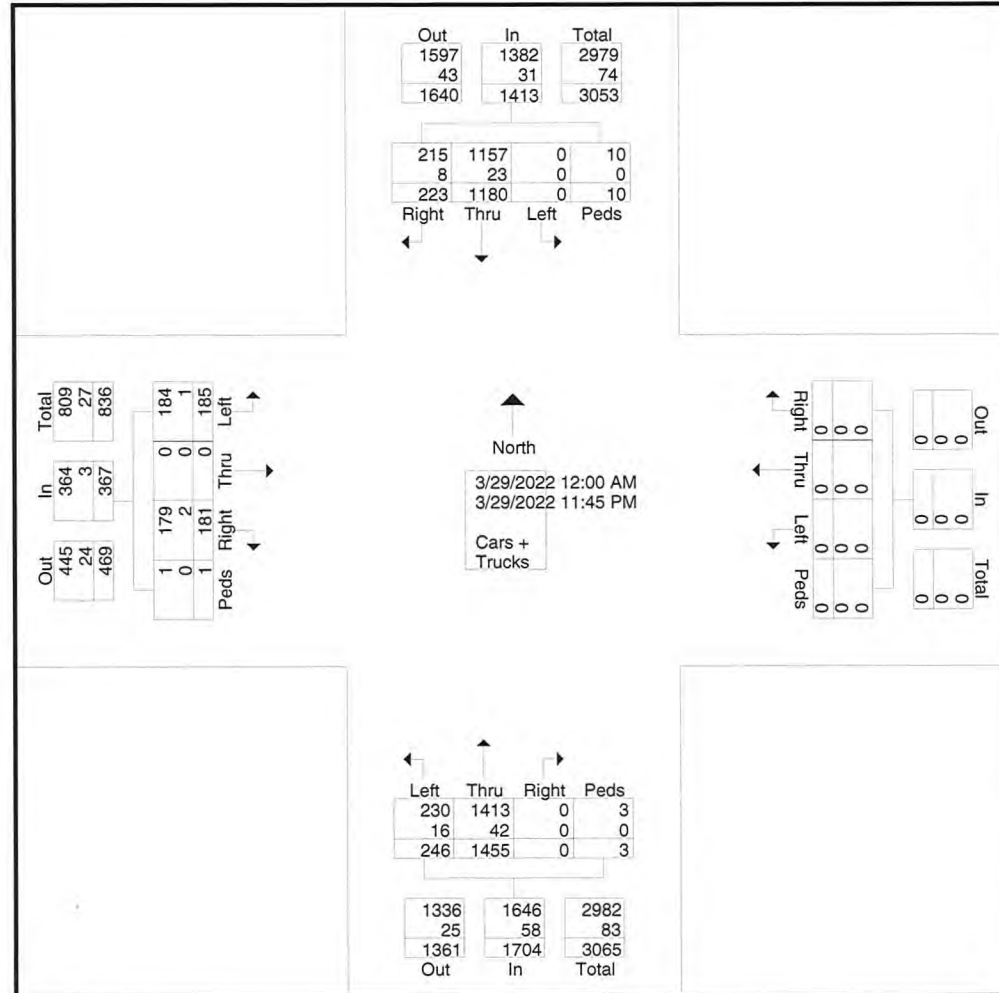 Out In Total
1597 1382 2979
43 31 74
1640 1413 3053
215 1157 0 10
8 23 0 0
223 1180 0 10
Right Thru Left Peds
Total
809
27
836
In
364
3
367
Out
445
24
469
184
1
185
Left
0
0
0
Thru
179
2
181
Right
1
0
1
Peds
North
3/29/2022 12:00 AM
3/29/2022 11:45 PM
Cars +
Trucks
Right
0
0
0
Thru
0
0
0
Left
0
0
0
Peds
0
0
0
Out
0
0
0
In
0
0
0
Total
0
0
0
Left Thru Right Peds
230 1413 0 3
16 42 0 0
246 1455 0 3
1336 1646 2982
25 58 83
1361 1704 3065
Out In Total